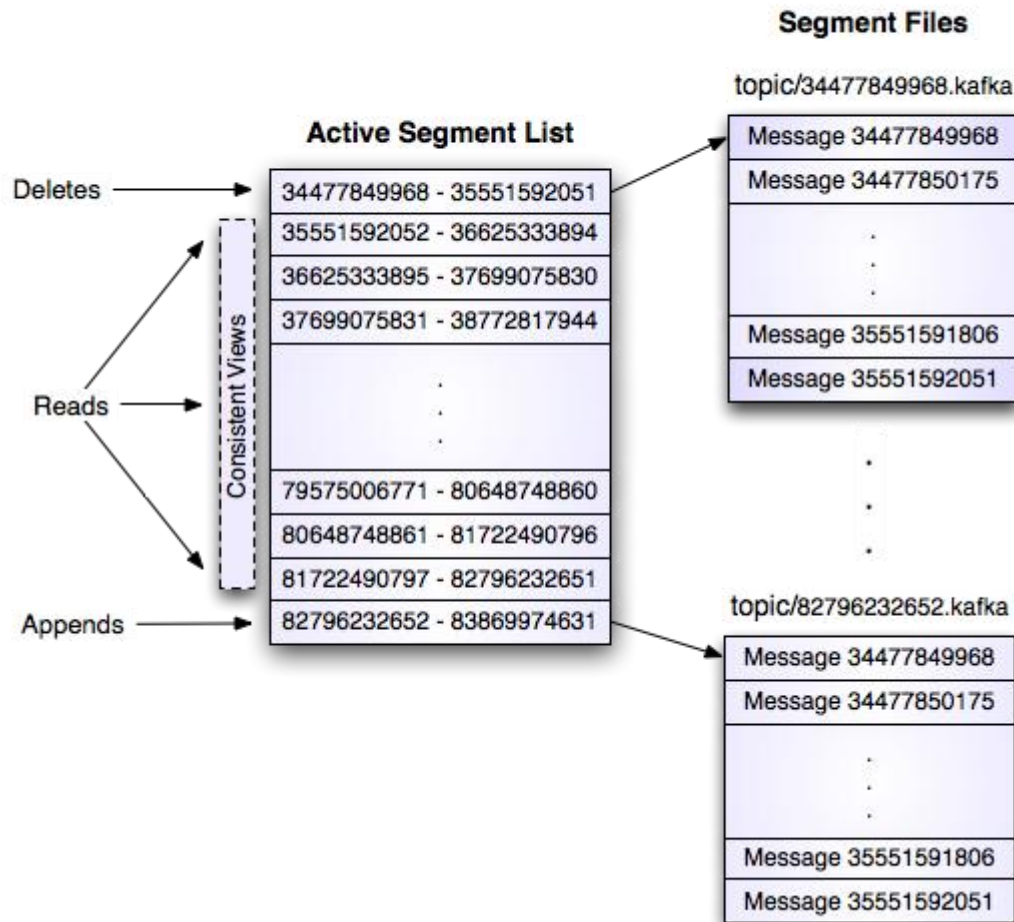 Segment Files
topic/34477849968.kafka
Message 34477849968
Message 34477850175
.
.
.
Message 35551591806
Message 35551592051
Active Segment List
34477849968 - 35551592051
35551592052 - 36625333894
36625333895 - 37699075830
37699075831 - 38772817944
.
.
.
79575006771 - 80648748860
80648748861 - 81722490796
81722490797 - 82796232651
82796232652 - 83869974631
Deletes
Reads
Appends
Consistent Views
.
.
.
topic/82796232652.kafka
Message 34477849968
Message 34477850175
.
.
.
Message 35551591806
Message 35551592051